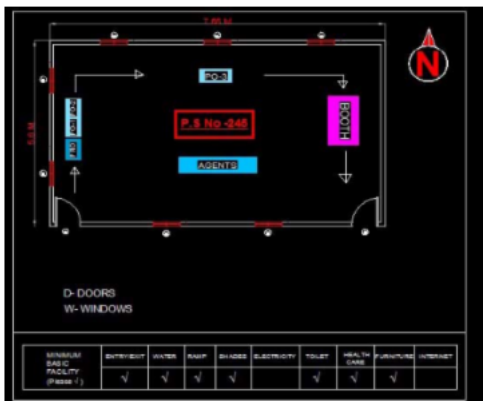 N
PO-3
BOOTH
P.S No -245
AGENTS
D- DOORS
W- WINDOWS
MINIMUM BASIC FACILITY (Please √ )
ENTRY/EXIT WATER RAMP SHADES ELECTRICITY TOILET HEALTH CARE FURNITURE INTERNET
√ √ √ √ √ √ √